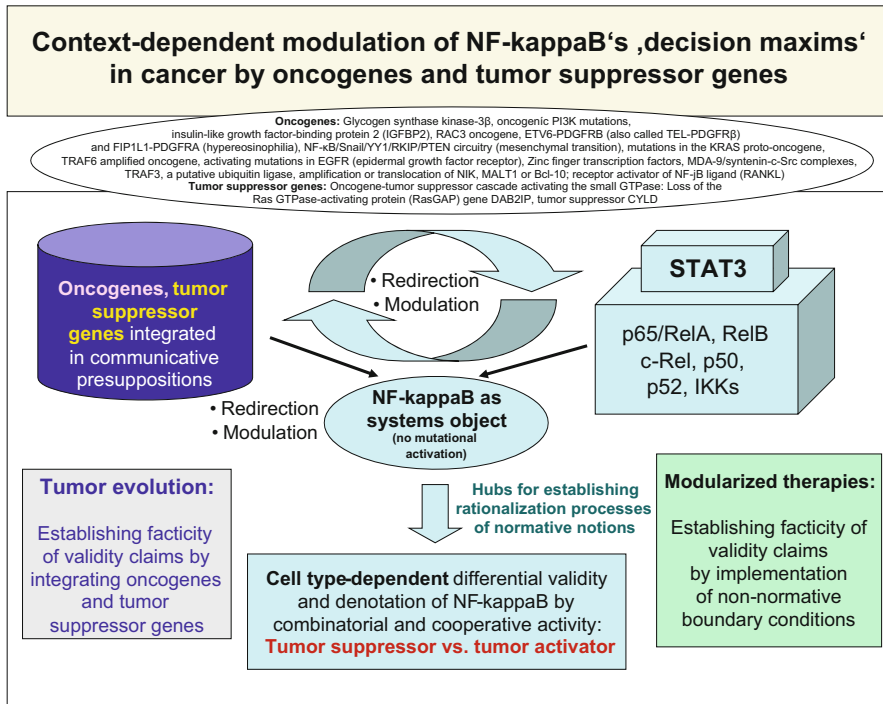 Context-dependent modulation of NF-kappaB‘s ‚decision maxims‘
in cancer by oncogenes and tumor suppressor genes
Oncogenes: Glycogen synthase kinase-3β, oncogenic PI3K mutations,
insulin-like growth factor-binding protein 2 (IGFBP2), RAC3 oncogene, ETV6-PDGFRB (also called TEL-PDGFRβ)
and FIP1L1-PDGFRA (hypereosinophilia), NF-κB/Snail/YY1/RKIP/PTEN circuitry (mesenchymal transition), mutations in the KRAS proto-oncogene,
TRAF6 amplified oncogene, activating mutations in EGFR (epidermal growth factor receptor), Zinc finger transcription factors, MDA-9/syntenin-c-Src complexes,
TRAF3, a putative ubiquitin ligase, amplification or translocation of NIK, MALT1 or Bcl-10; receptor activator of NF-jB ligand (RANKL)
Tumor suppressor genes: Oncogene-tumor suppressor cascade activating the small GTPase: Loss of the
Ras GTPase-activating protein (RasGAP) gene DAB2IP, tumor suppressor CYLD
Oncogenes, tumor
suppressor
genes integrated
in communicative
presuppositions
• Redirection
• Modulation
STAT3
p65/RelA, RelB
c-Rel, p50,
p52, IKKs
• Redirection
• Modulation
NF-kappaB as
systems object
(no mutational
activation)
Tumor evolution:
Establishing facticity
of validity claims by
integrating oncogenes
and tumor
suppressor genes
Hubs for establishing
rationalization processes
of normative notions
Cell type-dependent differential validity
and denotation of NF-kappaB by
combinatorial and cooperative activity:
Tumor suppressor vs. tumor activator
Modularized therapies:
Establishing facticity of
validity claims
by implementation
of non-normative
boundary conditions